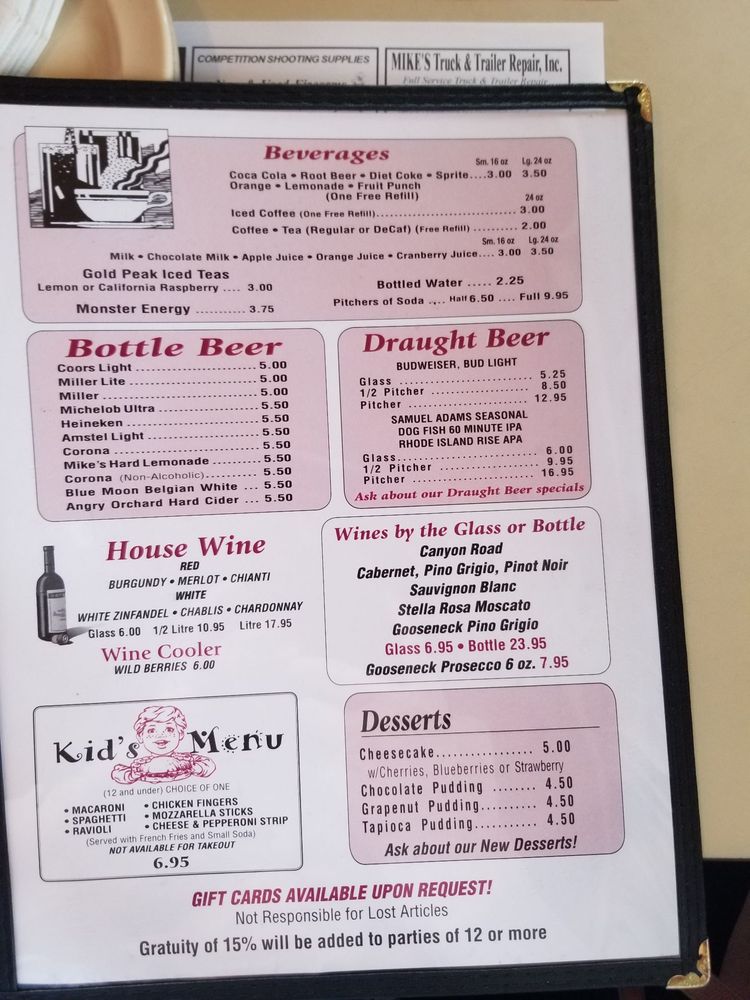 COMPETITION SHOOTING SUPPLIES
MIKE'S Truck & Trailer Repair, Inc.
Full Service Truck & Trailer Repair
Beverages
Sm. 16 oz Lg. 24 oz
Coca Cola • Root Beer • Diet Coke • Sprite....3.00 3.50
Orange • Lemonade • Fruit Punch
(One Free Refill)
24 oz
Iced Coffee (One Free Refill)................................ 3.00
Coffee • Tea (Regular or DeCaf) (Free Refill) .......... 2.00
Sm. 16 oz Lg. 24 oz
Milk • Chocolate Milk • Apple Juice • Orange Juice • Cranberry Juice.... 3.00 3.50
Gold Peak Iced Teas
Lemon or California Raspberry .... 3.00
Bottled Water ..... 2.25
Monster Energy ........... 3.75
Pitchers of Soda .... Half 6.50 .... Full 9.95
Bottle Beer
Coors Light ........................... 5.00
Miller Lite ............................. 5.00
Miller ................................... 5.00
Michelob Ultra ....................... 5.50
Heineken .............................. 5.50
Amstel Light .......................... 5.50
Corona ................................. 5.50
Mike's Hard Lemonade .......... 5.50
Corona (Non-Alcoholic)............ 5.50
Blue Moon Belgian White ... 5.50
Angry Orchard Hard Cider ... 5.50
Draught Beer
BUDWEISER, BUD LIGHT
Glass ........................ 5.25
1/2 Pitcher .................. 8.50
Pitcher ..................... 12.95
SAMUEL ADAMS SEASONAL
DOG FISH 60 MINUTE IPA
RHODE ISLAND RISE APA
Glass......................... 6.00
1/2 Pitcher .................. 9.95
Pitcher ..................... 16.95
Ask about our Draught Beer specials
House Wine
RED
BURGUNDY • MERLOT • CHIANTI
WHITE
WHITE ZINFANDEL • CHABLIS • CHARDONNAY
Glass 6.00 1/2 Litre 10.95 Litre 17.95
Wine Cooler
WILD BERRIES 6.00
Wines by the Glass or Bottle
Canyon Road
Cabernet, Pino Grigio, Pinot Noir
Sauvignon Blanc
Stella Rosa Moscato
Gooseneck Pino Grigio
Glass 6.95 • Bottle 23.95
Gooseneck Prosecco 6 oz. 7.95
Kid's Menu
(12 and under) CHOICE OF ONE
• MACARONI
• SPAGHETTI
• RAVIOLI
• CHICKEN FINGERS
• MOZZARELLA STICKS
• CHEESE & PEPPERONI STRIP
(Served with French Fries and Small Soda)
NOT AVAILABLE FOR TAKEOUT
6.95
Desserts
Cheesecake................ 5.00
w/Cherries, Blueberries or Strawberry
Chocolate Pudding ....... 4.50
Grapenut Pudding.......... 4.50
Tapioca Pudding........... 4.50
Ask about our New Desserts!
GIFT CARDS AVAILABLE UPON REQUEST!
Not Responsible for Lost Articles
Gratuity of 15% will be added to parties of 12 or more